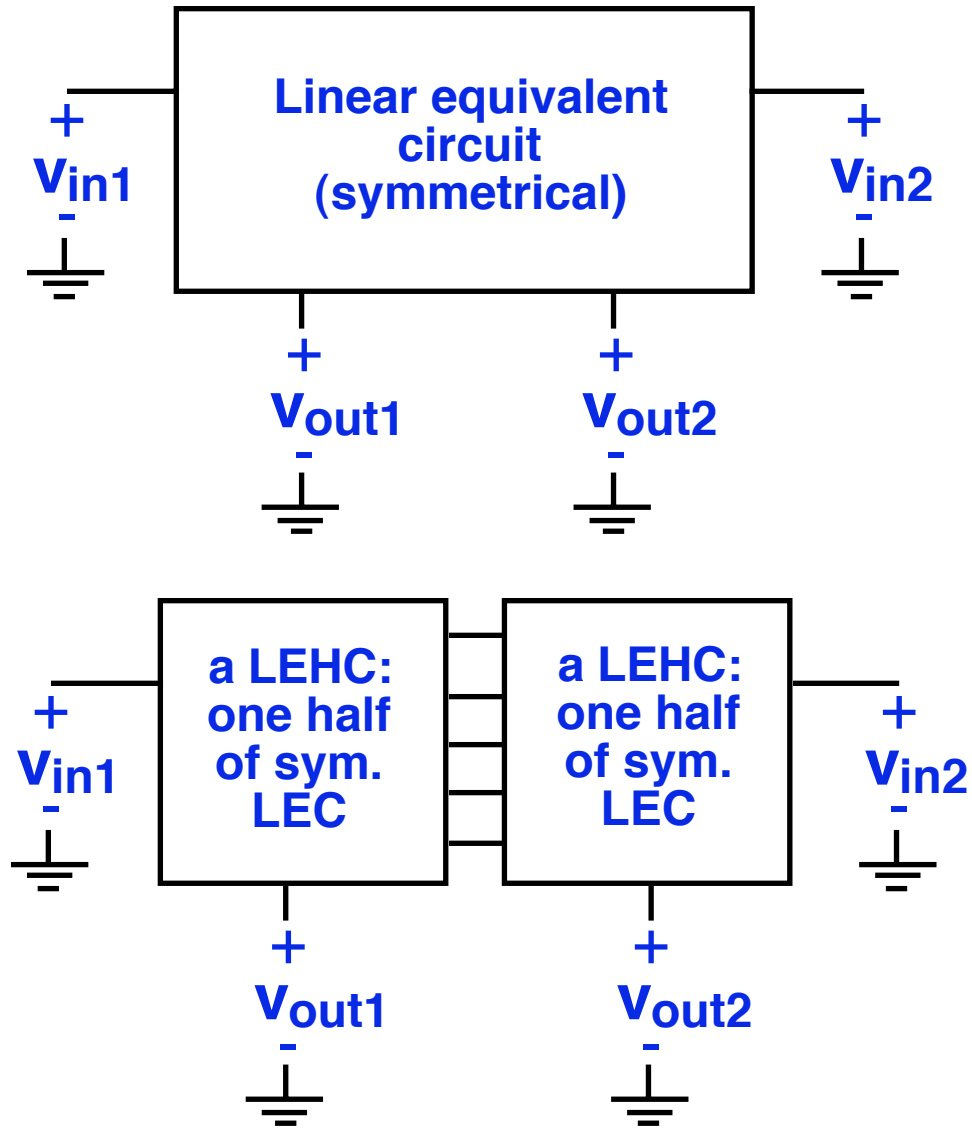 Linear equivalent
circuit
(symmetrical)
+
vin1
-
+
vin2
-
+
vout1
-
+
vout2
-
a LEHC:
one half
of sym.
LEC
a LEHC:
one half
of sym.
LEC
+
vin1
-
+
vin2
-
+
vout1
-
+
vout2
-